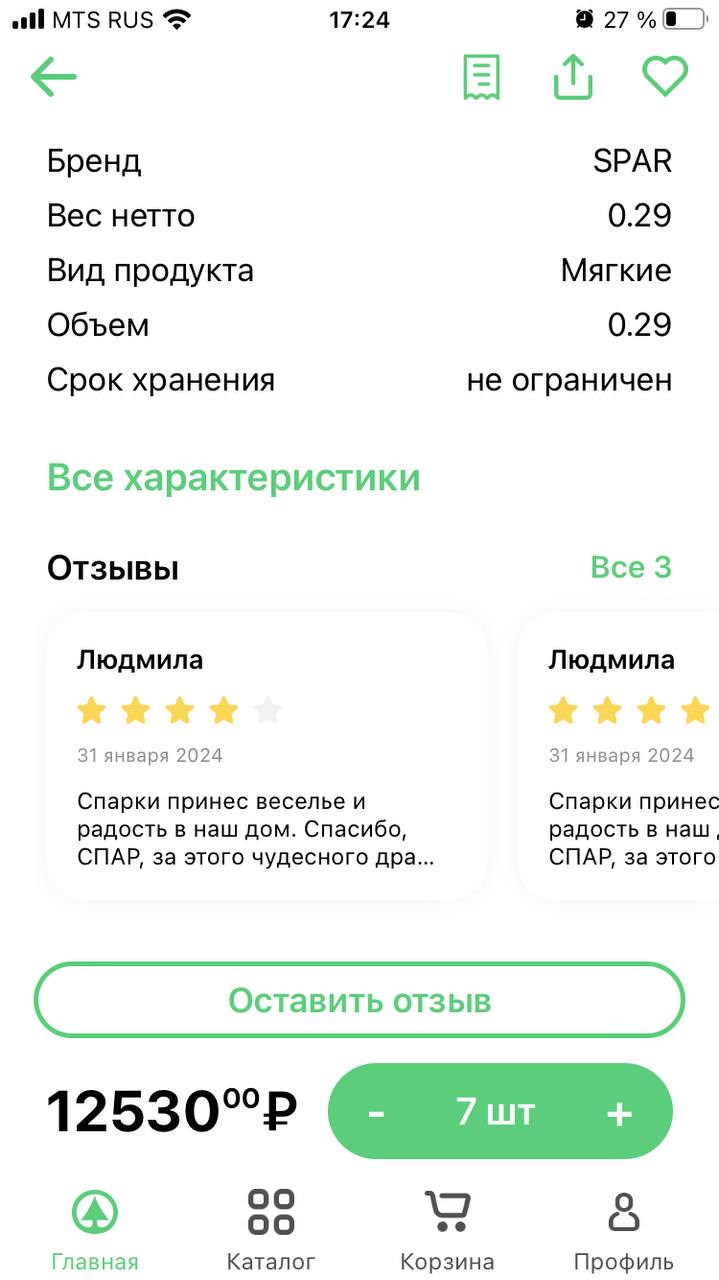 MTS RUS 17:24 27 %
Бренд SPAR
Вес нетто 0.29
Вид продукта Мягкие
Объем 0.29
Срок хранения не ограничен
Все характеристики
Отзывы Все 3
Людмила
31 января 2024
Спарки принес веселье и
радость в наш дом. Спасибо,
СПАР, за этого чудесного дра...
Людмила
31 января 2024
Спарки принес
радость в наш
СПАР, за этого
Оставить отзыв
12530⁰⁰₽ - 7 шт +
Главная Каталог Корзина Профиль